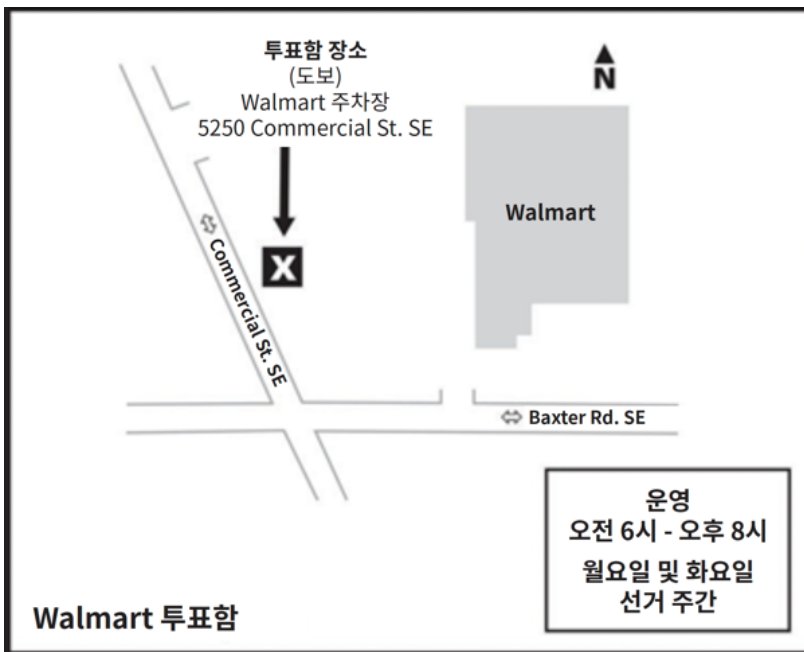 투표함 장소
(도보)
Walmart 주차장
5250 Commercial St. SE
N
Walmart
X
Commercial St. SE
Baxter Rd. SE
운영
오전 6시 - 오후 8시
월요일 및 화요일
선거 주간
Walmart 투표함